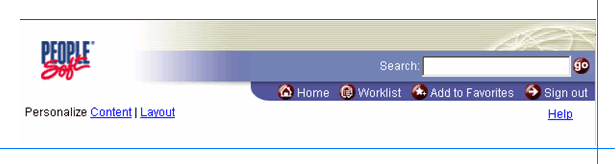 PEOPLE
Soft
Search: go
Home Worklist Add to Favorites Sign out
Personalize Content | Layout
Help